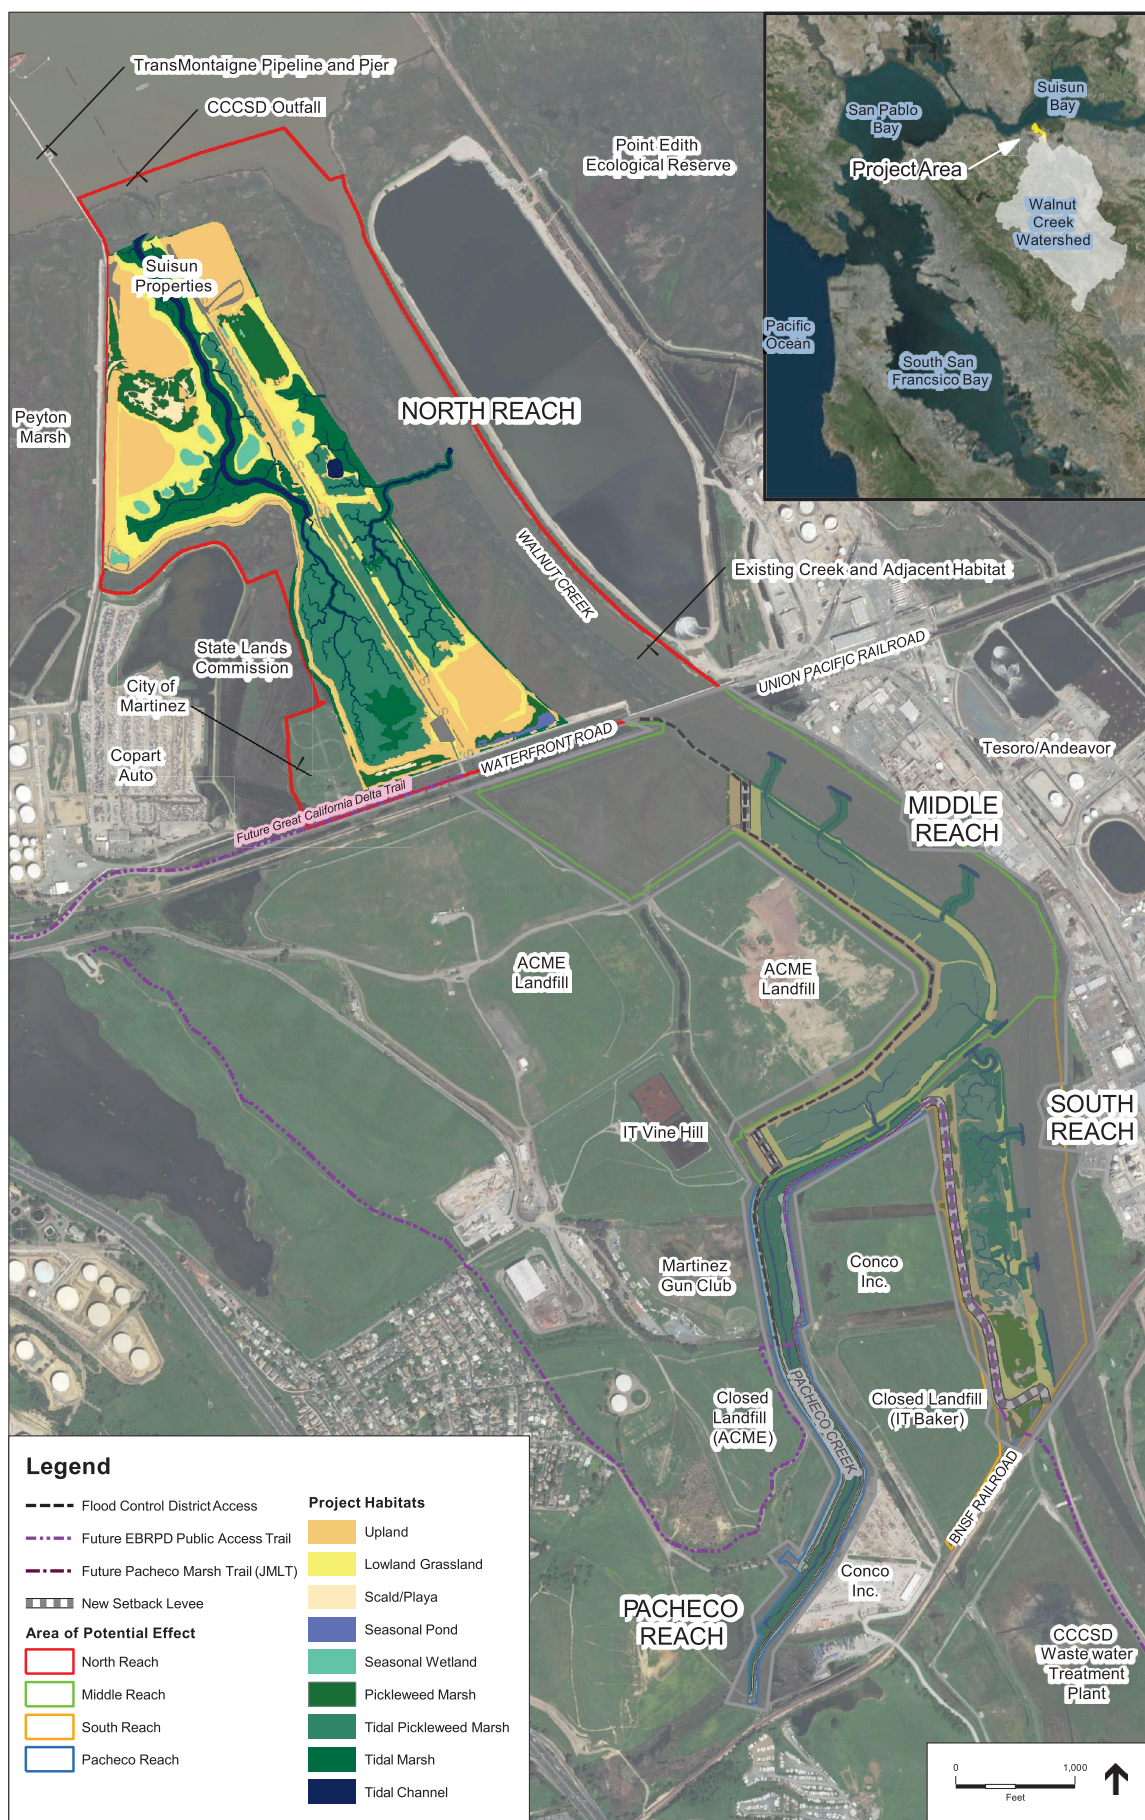 TransMontaigne Pipeline and Pier
CCCSD Outfall
Point Edith
Ecological Reserve
San Pablo
Bay
Suisun
Bay
Project Area
Walnut
Creek
Watershed
Pacific
Ocean
South San
Francsico Bay
Suisun
Properties
Peyton
Marsh
NORTH REACH
WALNUT CREEK
Existing Creek and Adjacent Habitat
State Lands
Commission
City of
Martinez
UNION PACIFIC RAILROAD
Copart
Auto
WATERFRONT ROAD
Tesoro/Andeavor
Future Great California Delta Trail
MIDDLE
REACH
ACME
Landfill
ACME
Landfill
SOUTH
REACH
IT Vine Hill
Martinez
Gun Club
Conco
Inc.
Closed
Landfill
(ACME)
PACHECO CREEK
Closed Landfill
(IT Baker)
BNSF RAILROAD
Conco
Inc.
PACHECO
REACH
CCCSD
Waste water
Treatment
Plant
Legend
Flood Control District Access
Future EBRPD Public Access Trail
Future Pacheco Marsh Trail (JMLT)
New Setback Levee
Area of Potential Effect
North Reach
Middle Reach
South Reach
Pacheco Reach
Project Habitats
Upland
Lowland Grassland
Scald/Playa
Seasonal Pond
Seasonal Wetland
Pickleweed Marsh
Tidal Pickleweed Marsh
Tidal Marsh
Tidal Channel
0 1,000
Feet